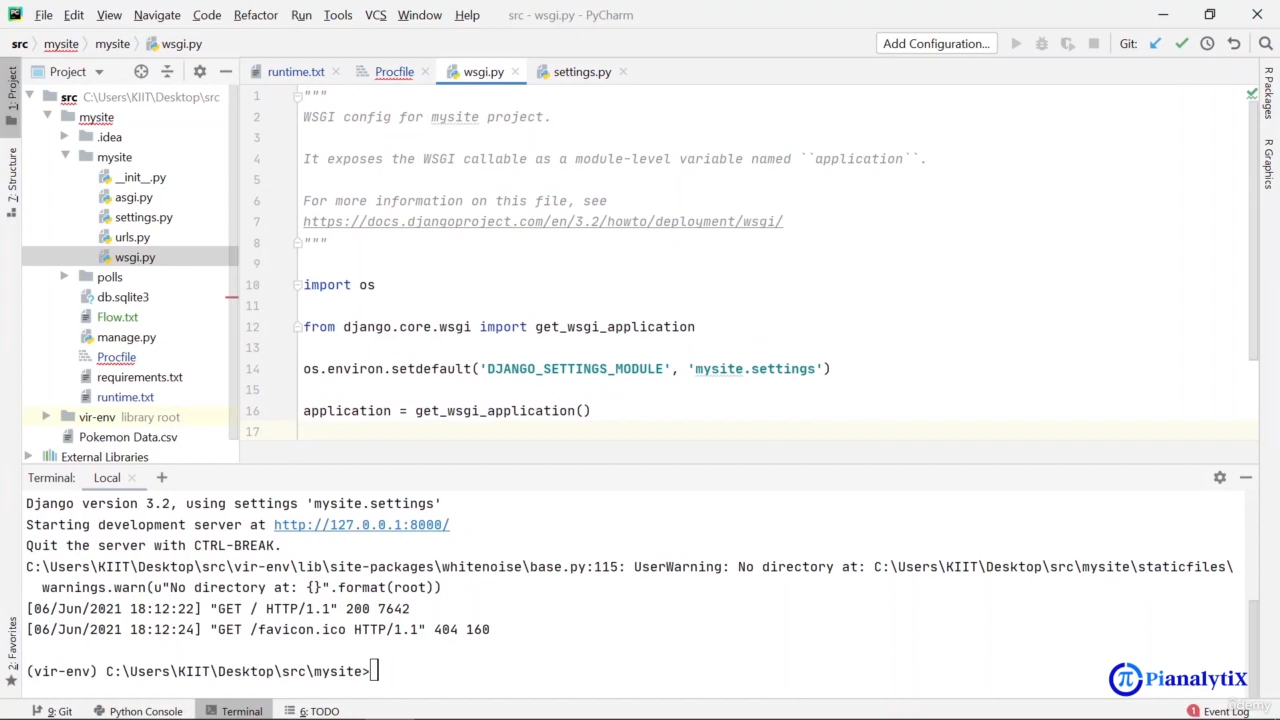 File Edit View Navigate Code Refactor Run Tools VCS Window Help src - wsgi.py - PyCharm
src mysite mysite wsgi.py Add Configuration... Git:
Project runtime.txt Procfile wsgi.py settings.py
1: Project
7: Structure
2: Favorites
R Packages
R Graphics
src C:\Users\KIIT\Desktop\src
mysite
.idea
mysite
__init__.py
asgi.py
settings.py
urls.py
wsgi.py
polls
db.sqlite3
Flow.txt
manage.py
Procfile
requirements.txt
runtime.txt
vir-env library root
Pokemon Data.csv
External Libraries
1 """
2 WSGI config for mysite project.
3
4 It exposes the WSGI callable as a module-level variable named ``application``.
5
6 For more information on this file, see
7 https://docs.djangoproject.com/en/3.2/howto/deployment/wsgi/
8 """
9
10 import os
11
12 from django.core.wsgi import get_wsgi_application
13
14 os.environ.setdefault('DJANGO_SETTINGS_MODULE', 'mysite.settings')
15
16 application = get_wsgi_application()
17
Terminal: Local +
Django version 3.2, using settings 'mysite.settings'
Starting development server at http://127.0.0.1:8000/
Quit the server with CTRL-BREAK.
C:\Users\KIIT\Desktop\src\vir-env\lib\site-packages\whitenoise\base.py:115: UserWarning: No directory at: C:\Users\KIIT\Desktop\src\mysite\staticfiles\
warnings.warn(u"No directory at: {}".format(root))
[06/Jun/2021 18:12:22] "GET / HTTP/1.1" 200 7642
[06/Jun/2021 18:12:24] "GET /favicon.ico HTTP/1.1" 404 160
(vir-env) C:\Users\KIIT\Desktop\src\mysite>
PianalytiX
9: Git Python Console Terminal 6: TODO 1 Event Log
ûdemy